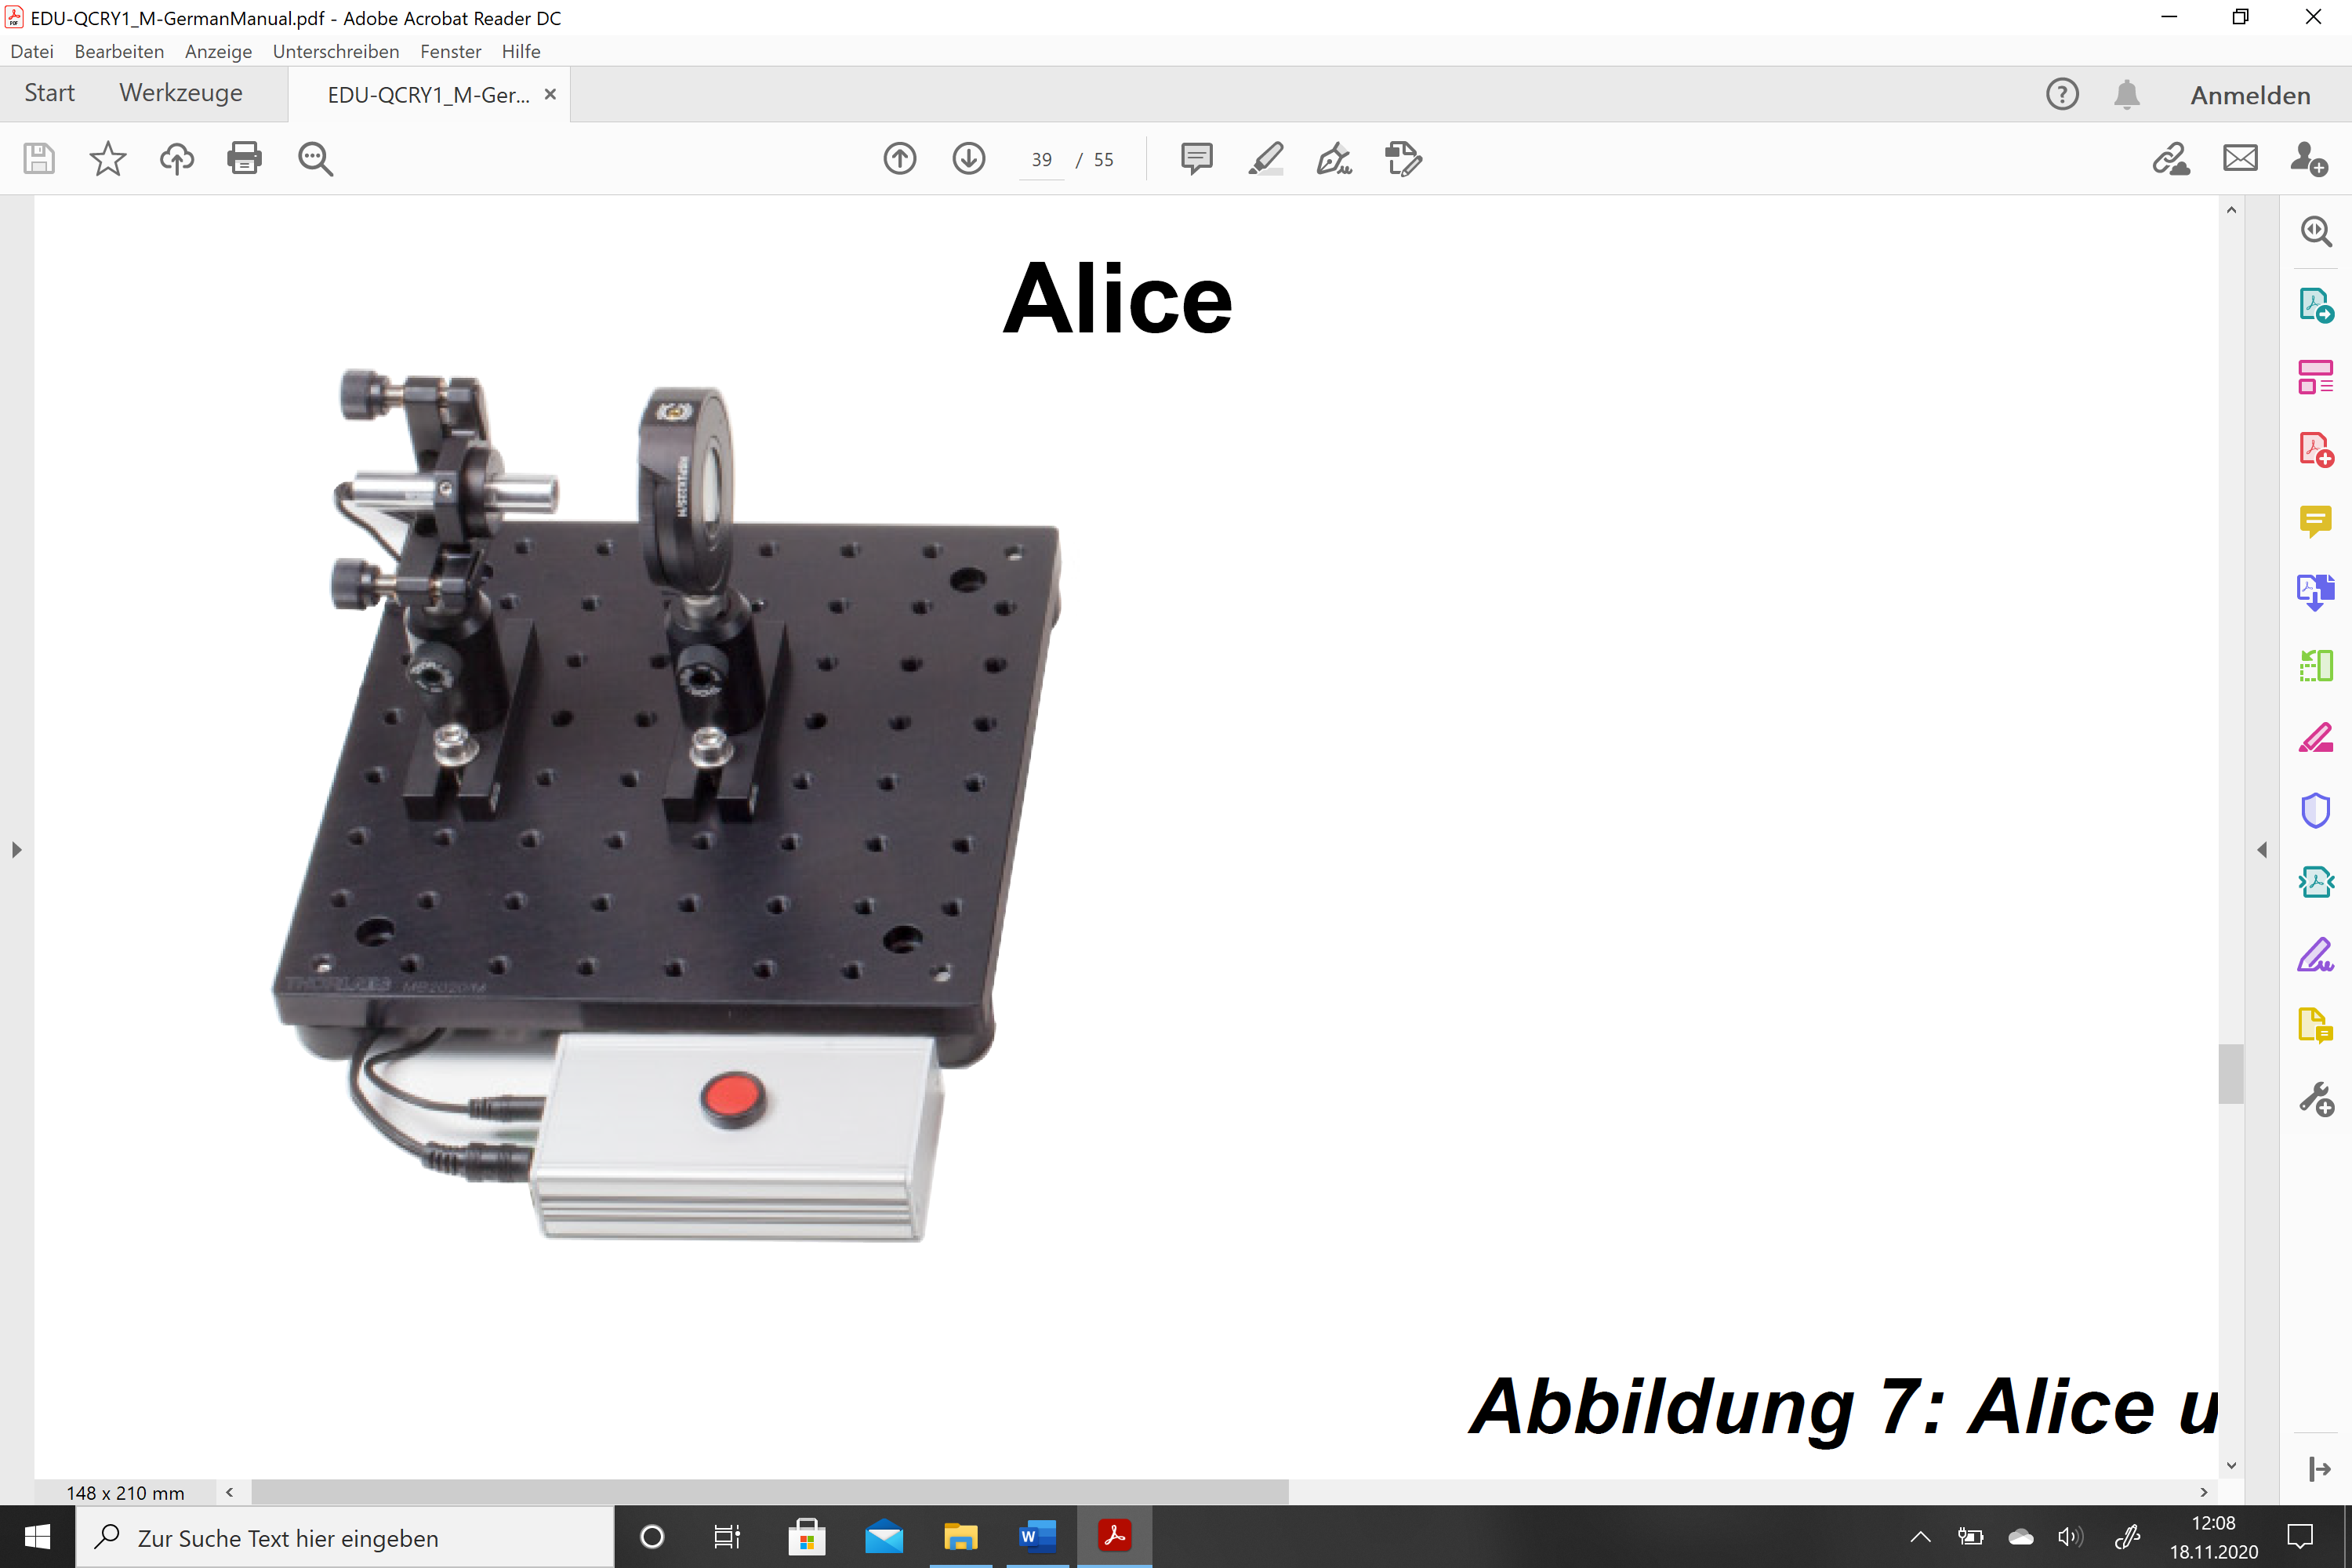 EDU-QCRY1_M-GermanManual.pdf - Adobe Acrobat Reader DC
Datei Bearbeiten Anzeige Unterschreiben Fenster Hilfe
Start Werkzeuge EDU-QCRY1_M-Ger... Anmelden
39 / 55
Alice
THORLABS MB2020/M
Abbildung 7: Alice u
148 x 210 mm
Zur Suche Text hier eingeben
12:08
18.11.2020